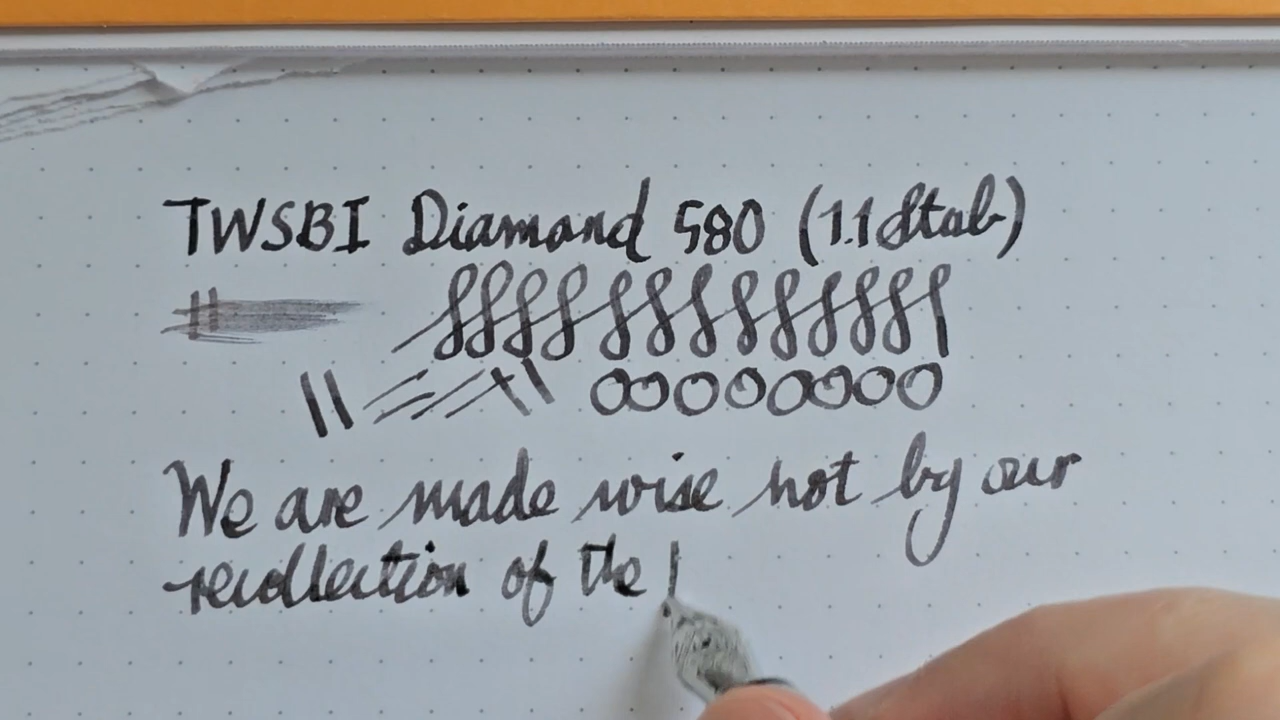 TWSBI Diamond 580 (1.1 Stub)
We are made wise not by our
recollection of the